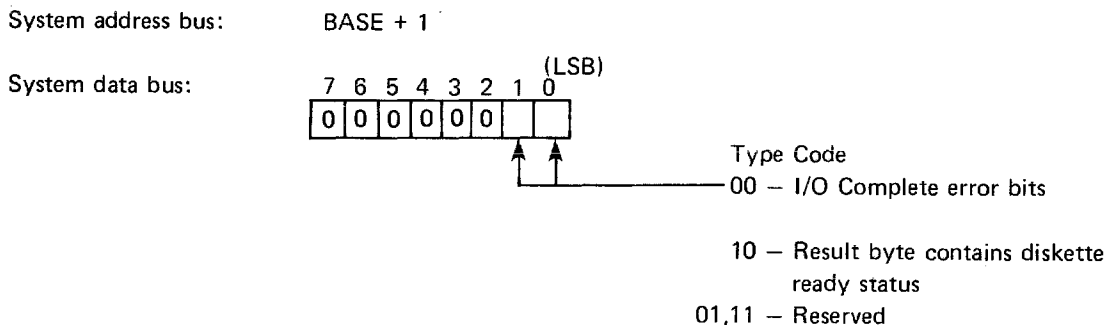 System address bus: BASE + 1
(LSB)
System data bus: 7 6 5 4 3 2 1 0
0 0 0 0 0 0
Type Code
00 — I/O Complete error bits
10 — Result byte contains diskette
ready status
01,11 — Reserved